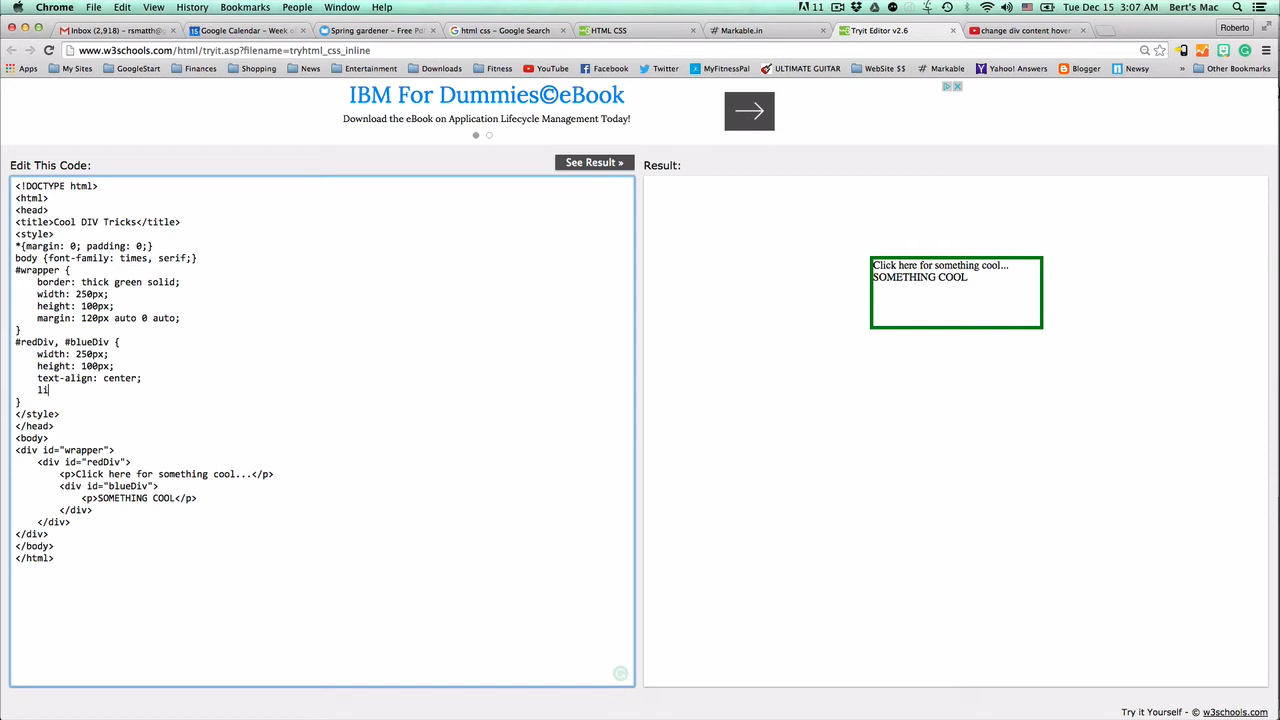 Chrome File Edit View History Bookmarks People Window Help 11 Tue Dec 15 3:07 AM Bert's Mac
Inbox (2,918) – rsmatth@g Google Calendar – Week o Spring gardener – Free Pd html css – Google Search HTML CSS Markable.in Tryit Editor v2.6 change div content hover Roberto
www.w3schools.com/html/tryit.asp?filename=tryhtml_css_inline
Apps My Sites GoogleStart Finances Shopping News Entertainment Downloads Fitness YouTube Facebook Twitter MyFitnessPal ULTIMATE GUITAR WebSite $$ Markable Yahoo! Answers Blogger Newsy » Other Bookmarks
IBM For Dummies©eBook
Download the eBook on Application Lifecycle Management Today!
Edit This Code:
See Result »
<!DOCTYPE html>
<html>
<head>
<title>Cool DIV Tricks</title>
<style>
*{margin: 0; padding: 0;}
body {font-family: times, serif;}
#wrapper {
border: thick green solid;
width: 250px;
height: 100px;
margin: 120px auto 0 auto;
}
#redDiv, #blueDiv {
width: 250px;
height: 100px;
text-align: center;
li
}
</style>
</head>
<body>
<div id="wrapper">
<div id="redDiv">
<p>Click here for something cool...</p>
<div id="blueDiv">
<p>SOMETHING COOL</p>
</div>
</div>
</div>
</body>
</html>
Result:
Click here for something cool...
SOMETHING COOL
Try it Yourself - © w3schools.com